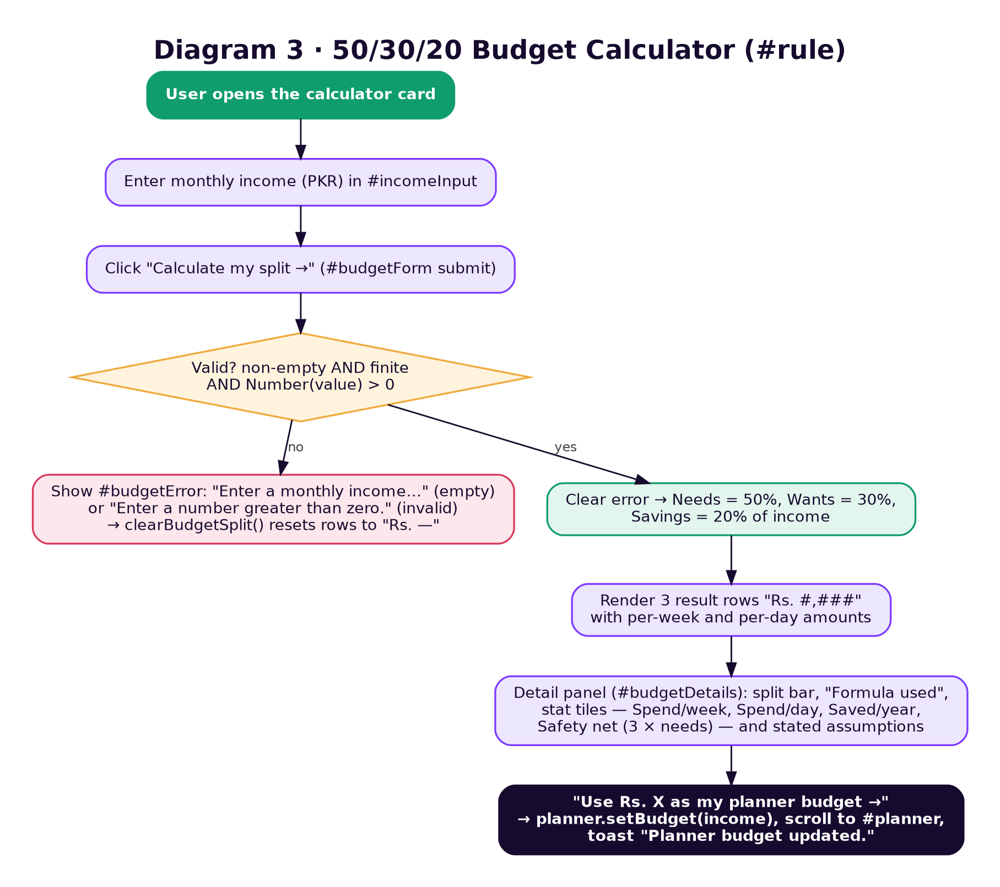 Diagram 3 · 50/30/20 Budget Calculator (#rule)
User opens the calculator card
Enter monthly income (PKR) in #incomeInput
Click "Calculate my split →" (#budgetForm submit)
Valid? non-empty AND finite
AND Number(value) > 0
no
yes
Show #budgetError: "Enter a monthly income…" (empty)
or "Enter a number greater than zero." (invalid)
→ clearBudgetSplit() resets rows to "Rs. —"
Clear error → Needs = 50%, Wants = 30%,
Savings = 20% of income
Render 3 result rows "Rs. #,###"
with per-week and per-day amounts
Detail panel (#budgetDetails): split bar, "Formula used",
stat tiles — Spend/week, Spend/day, Saved/year,
Safety net (3 × needs) — and stated assumptions
"Use Rs. X as my planner budget →"
→ planner.setBudget(income), scroll to #planner,
toast "Planner budget updated."